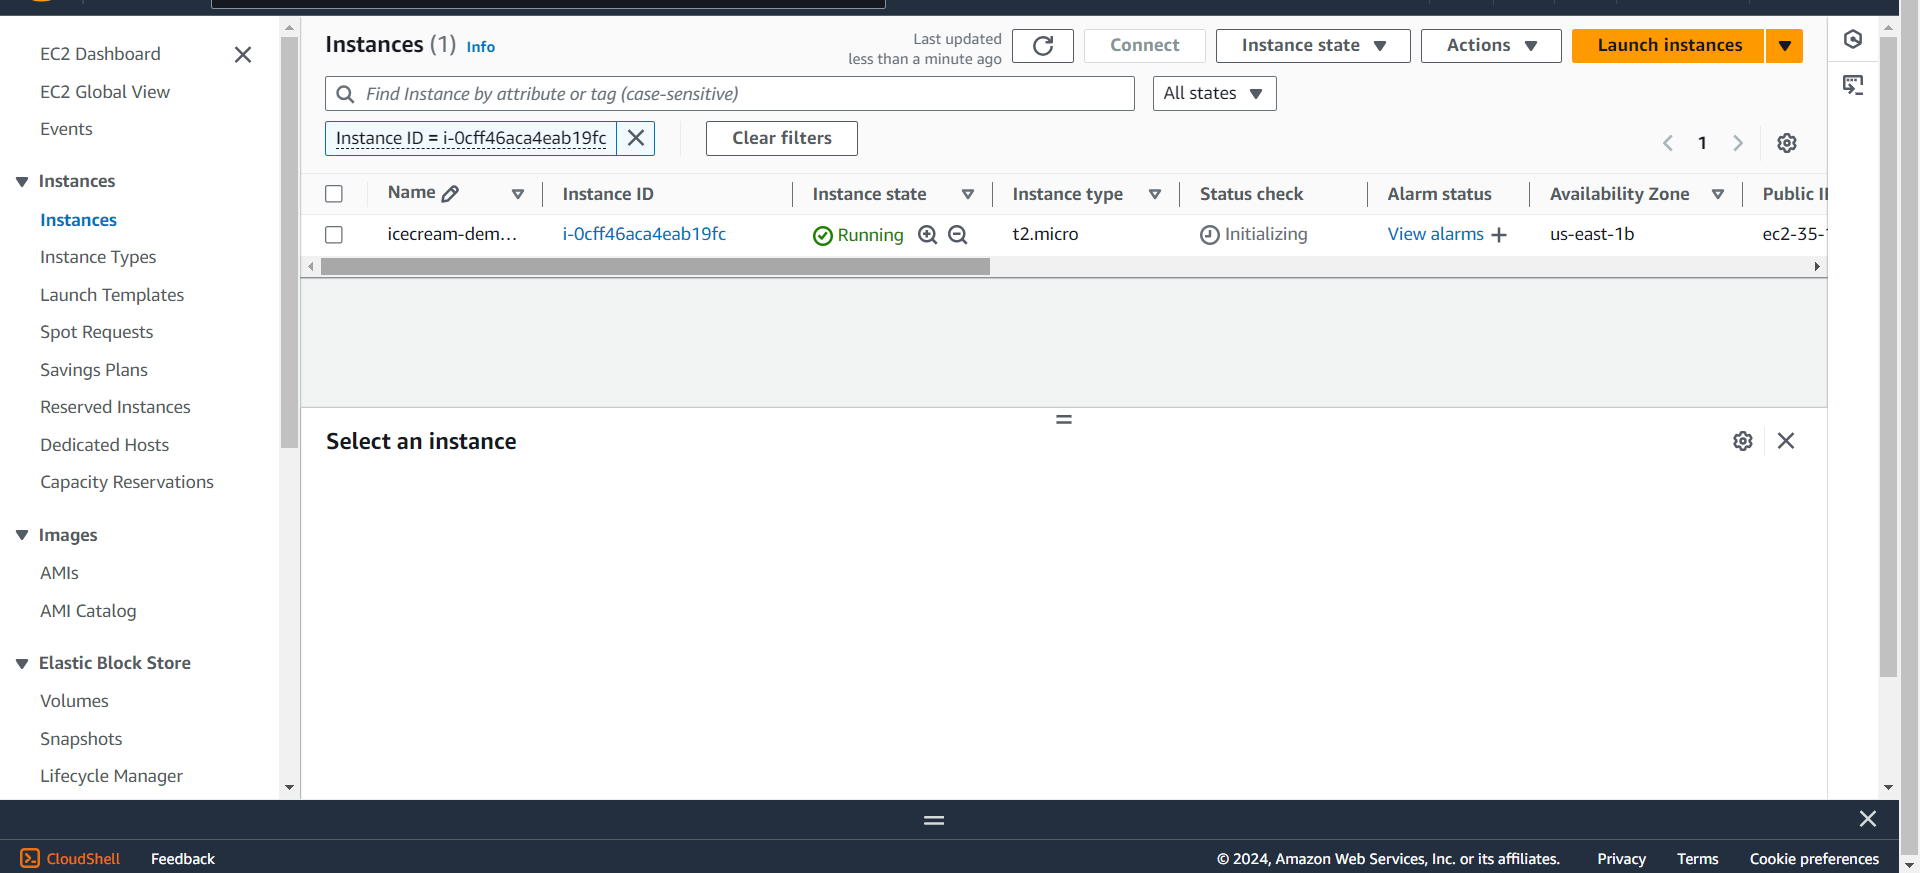 EC2 Dashboard
EC2 Global View
Events
Instances
Instances
Instance Types
Launch Templates
Spot Requests
Savings Plans
Reserved Instances
Dedicated Hosts
Capacity Reservations
Images
AMIs
AMI Catalog
Elastic Block Store
Volumes
Snapshots
Lifecycle Manager
Instances (1) Info
Last updated
less than a minute ago
Connect
Instance state
Actions
Launch instances
Find Instance by attribute or tag (case-sensitive)
All states
Instance ID = i-0cff46aca4eab19fc
Clear filters
1
Name Instance ID Instance state Instance type Status check Alarm status Availability Zone Public
icecream-dem... i-0cff46aca4eab19fc Running t2.micro Initializing View alarms + us-east-1b ec2-35-
Select an instance
CloudShell Feedback © 2024, Amazon Web Services, Inc. or its affiliates. Privacy Terms Cookie preferences